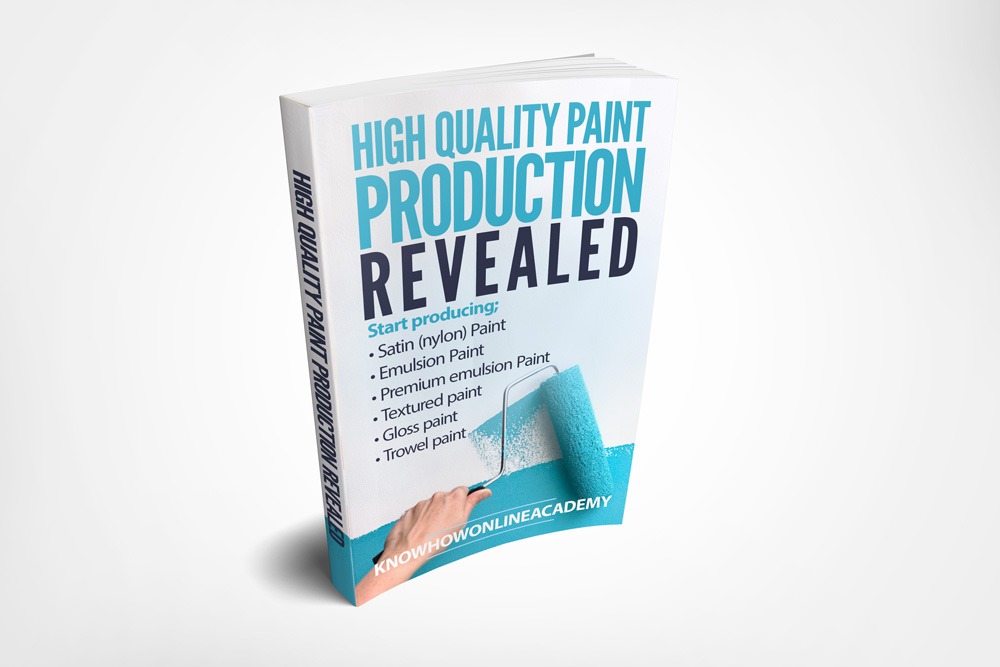 HIGH QUALITY PAINT
PRODUCTION
REVEALED
Start producing;
• Satin (nylon) Paint
• Emulsion Paint
• Premium emulsion Paint
• Textured paint
• Gloss paint
• Trowel paint
KNOWHOWONLINEACADEMY
HIGH QUALITY PAINT PRODUCTION REVEALED